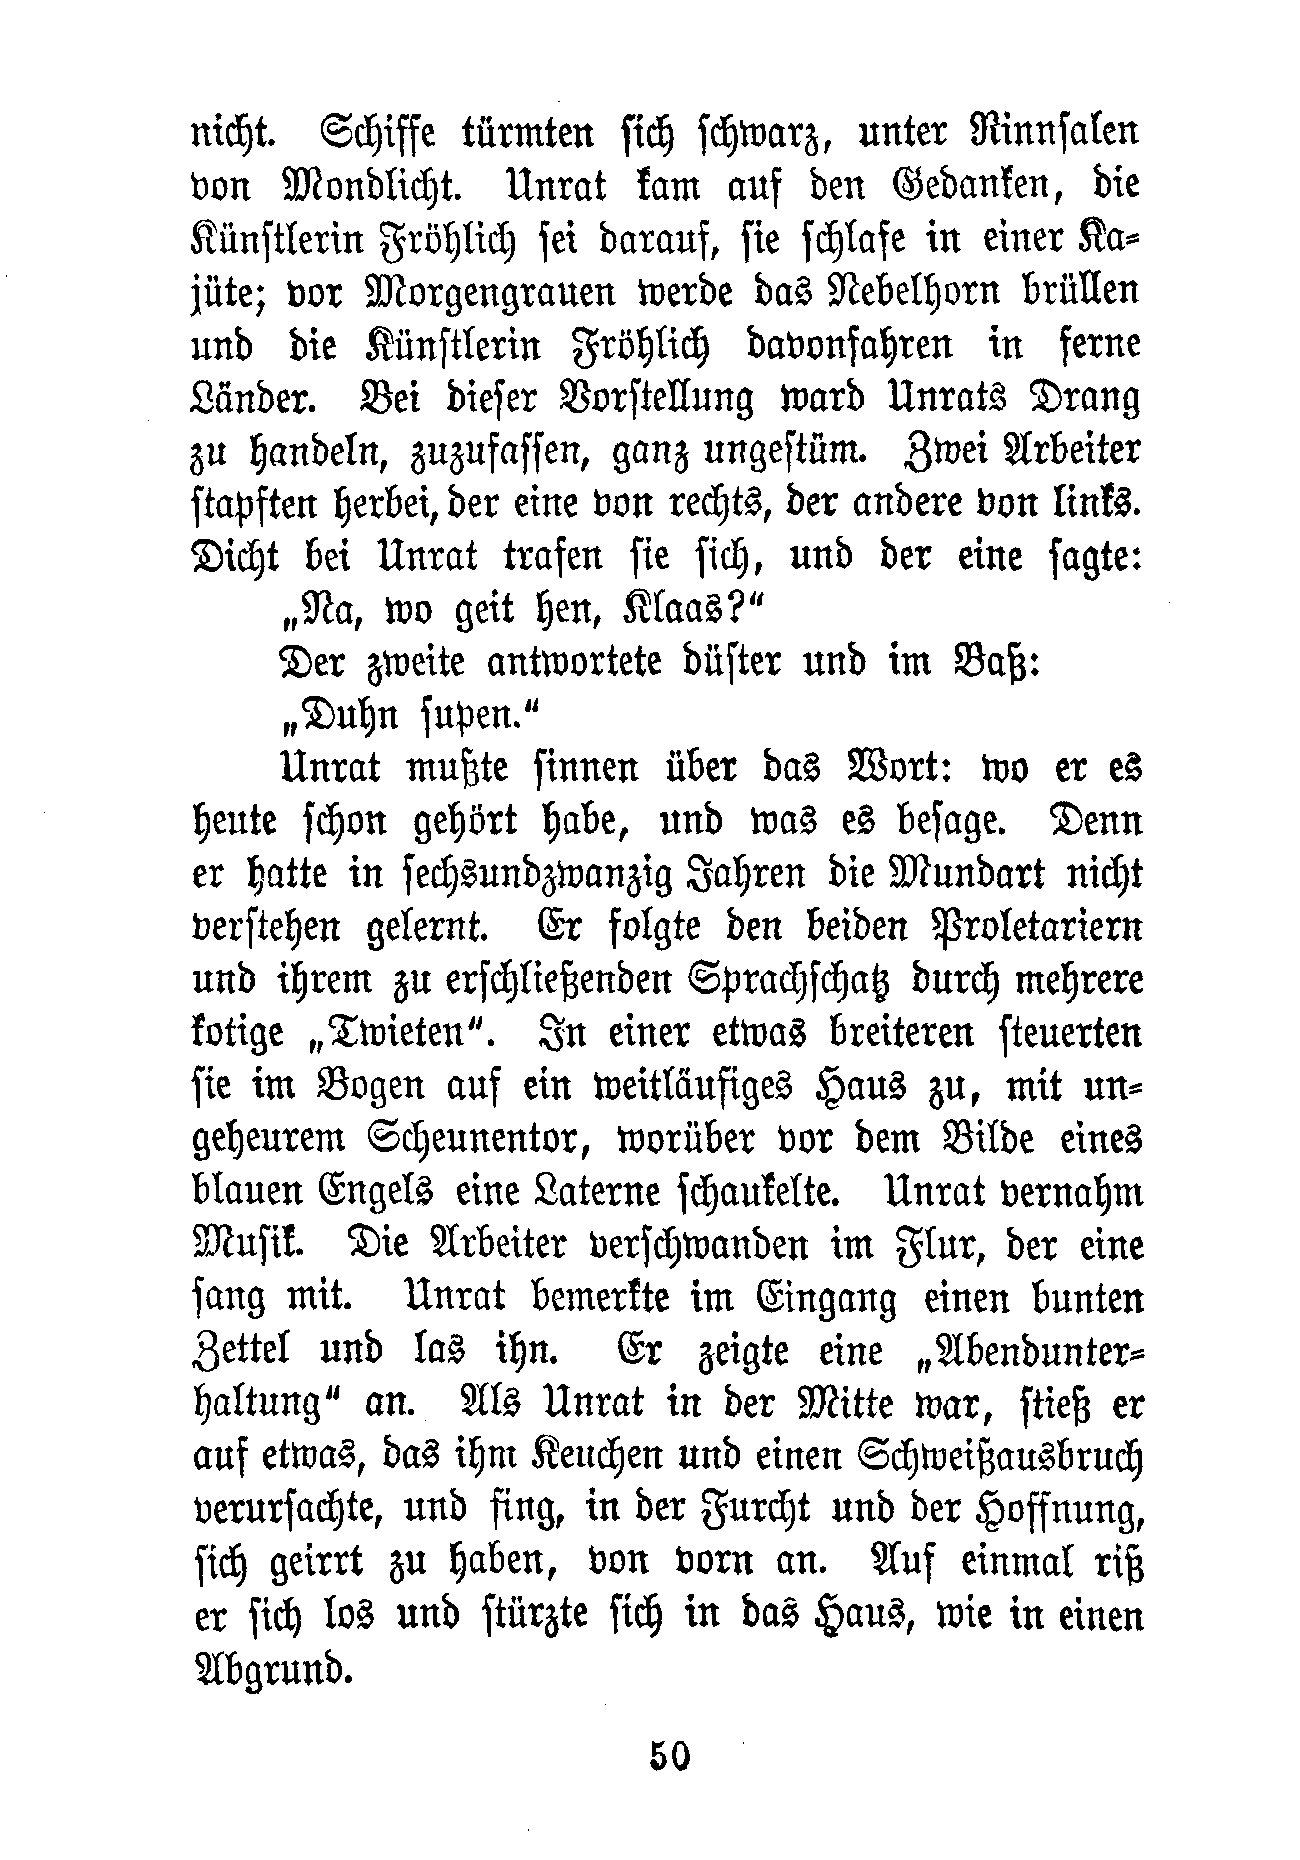 nicht. Schiffe türmten sich schwarz, unter Rinnsalen
von Mondlicht. Unrat kam auf den Gedanken, die
Künstlerin Fröhlich sei darauf, sie schlafe in einer Ka-
jüte; vor Morgengrauen werde das Nebelhorn brüllen
und die Künstlerin Fröhlich davonfahren in ferne
Länder. Bei dieser Vorstellung ward Unrats Drang
zu handeln, zuzufassen, ganz ungestüm. Zwei Arbeiter
stapften herbei, der eine von rechts, der andere von links.
Dicht bei Unrat trafen sie sich, und der eine sagte:
„Na, wo geit hen, Klaas?“
Der zweite antwortete düster und im Baß:
„Duhn supen.“
Unrat mußte sinnen über das Wort: wo er es
heute schon gehört habe, und was es besage. Denn
er hatte in sechsundzwanzig Jahren die Mundart nicht
verstehen gelernt. Er folgte den beiden Proletariern
und ihrem zu erschließenden Sprachschatz durch mehrere
kotige „Twieten“. In einer etwas breiteren steuerten
sie im Bogen auf ein weitläufiges Haus zu, mit un-
geheurem Scheunentor, worüber vor dem Bilde eines
blauen Engels eine Laterne schaukelte. Unrat vernahm
Musik. Die Arbeiter verschwanden im Flur, der eine
sang mit. Unrat bemerkte im Eingang einen bunten
Zettel und las ihn. Er zeigte eine „Abendunter-
haltung“ an. Als Unrat in der Mitte war, stieß er
auf etwas, das ihm Keuchen und einen Schweißausbruch
verursachte, und fing, in der Furcht und der Hoffnung,
sich geirrt zu haben, von vorn an. Auf einmal riß
er sich los und stürzte sich in das Haus, wie in einen
Abgrund.
50